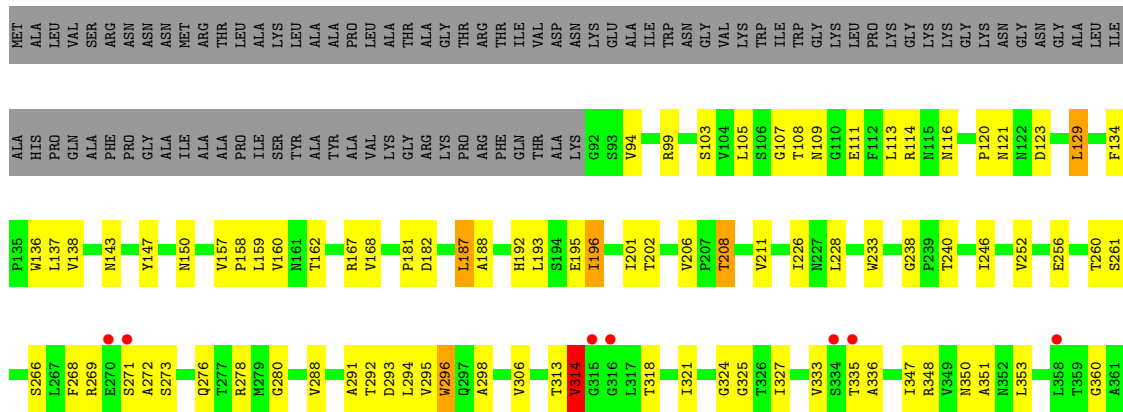 MET ALA LEU VAL SER ARG ASN ASN ASN MET ARG THR LEU ALA LYS LEU ALA ALA PRO LEU ALA THR ALA GLY THR ARG THR ILE VAL ASP ASN LYS GLU ALA ILE TRP ASN GLY VAL LYS TRP ILE TRP GLY LYS LEU PRO LYS GLY LYS LYS GLY LYS ASN GLY ASN GLY ALA LEU ILE
ALA HIS PRO GLN ALA PHE PRO GLY ALA ILE ALA ALA PRO ILE SER TYR ALA TYR ALA VAL LYS GLY ARG LYS PRO ARG PHE GLN THR ALA LYS G92 S93 V94 R99 S103 V104 L105 S106 G107 T108 N109 G110 E111 F112 L113 R114 N115 N116 P120 N121 N122 D123 L129 F134
P135 W136 L137 V138 N143 Y147 N150 V157 P158 L159 V160 N161 T162 R167 V168 P181 D182 L187 A188 H192 L193 S194 E195 I196 I201 T202 V206 P207 T208 V211 I226 N227 L228 W233 G238 P239 T240 I246 V252 E256 T260 S261
S266 L267 F268 R269 E270 S271 A272 S273 Q276 T277 R278 M279 G280 V288 A291 T292 D293 L294 V295 W296 Q297 A298 V366 T313 V314 G315 G316 L317 T318 I321 G324 G325 T326 I327 V333 S334 T335 A336 I347 R348 V349 N350 A351 N352 L353 L358 T359 G360 A361